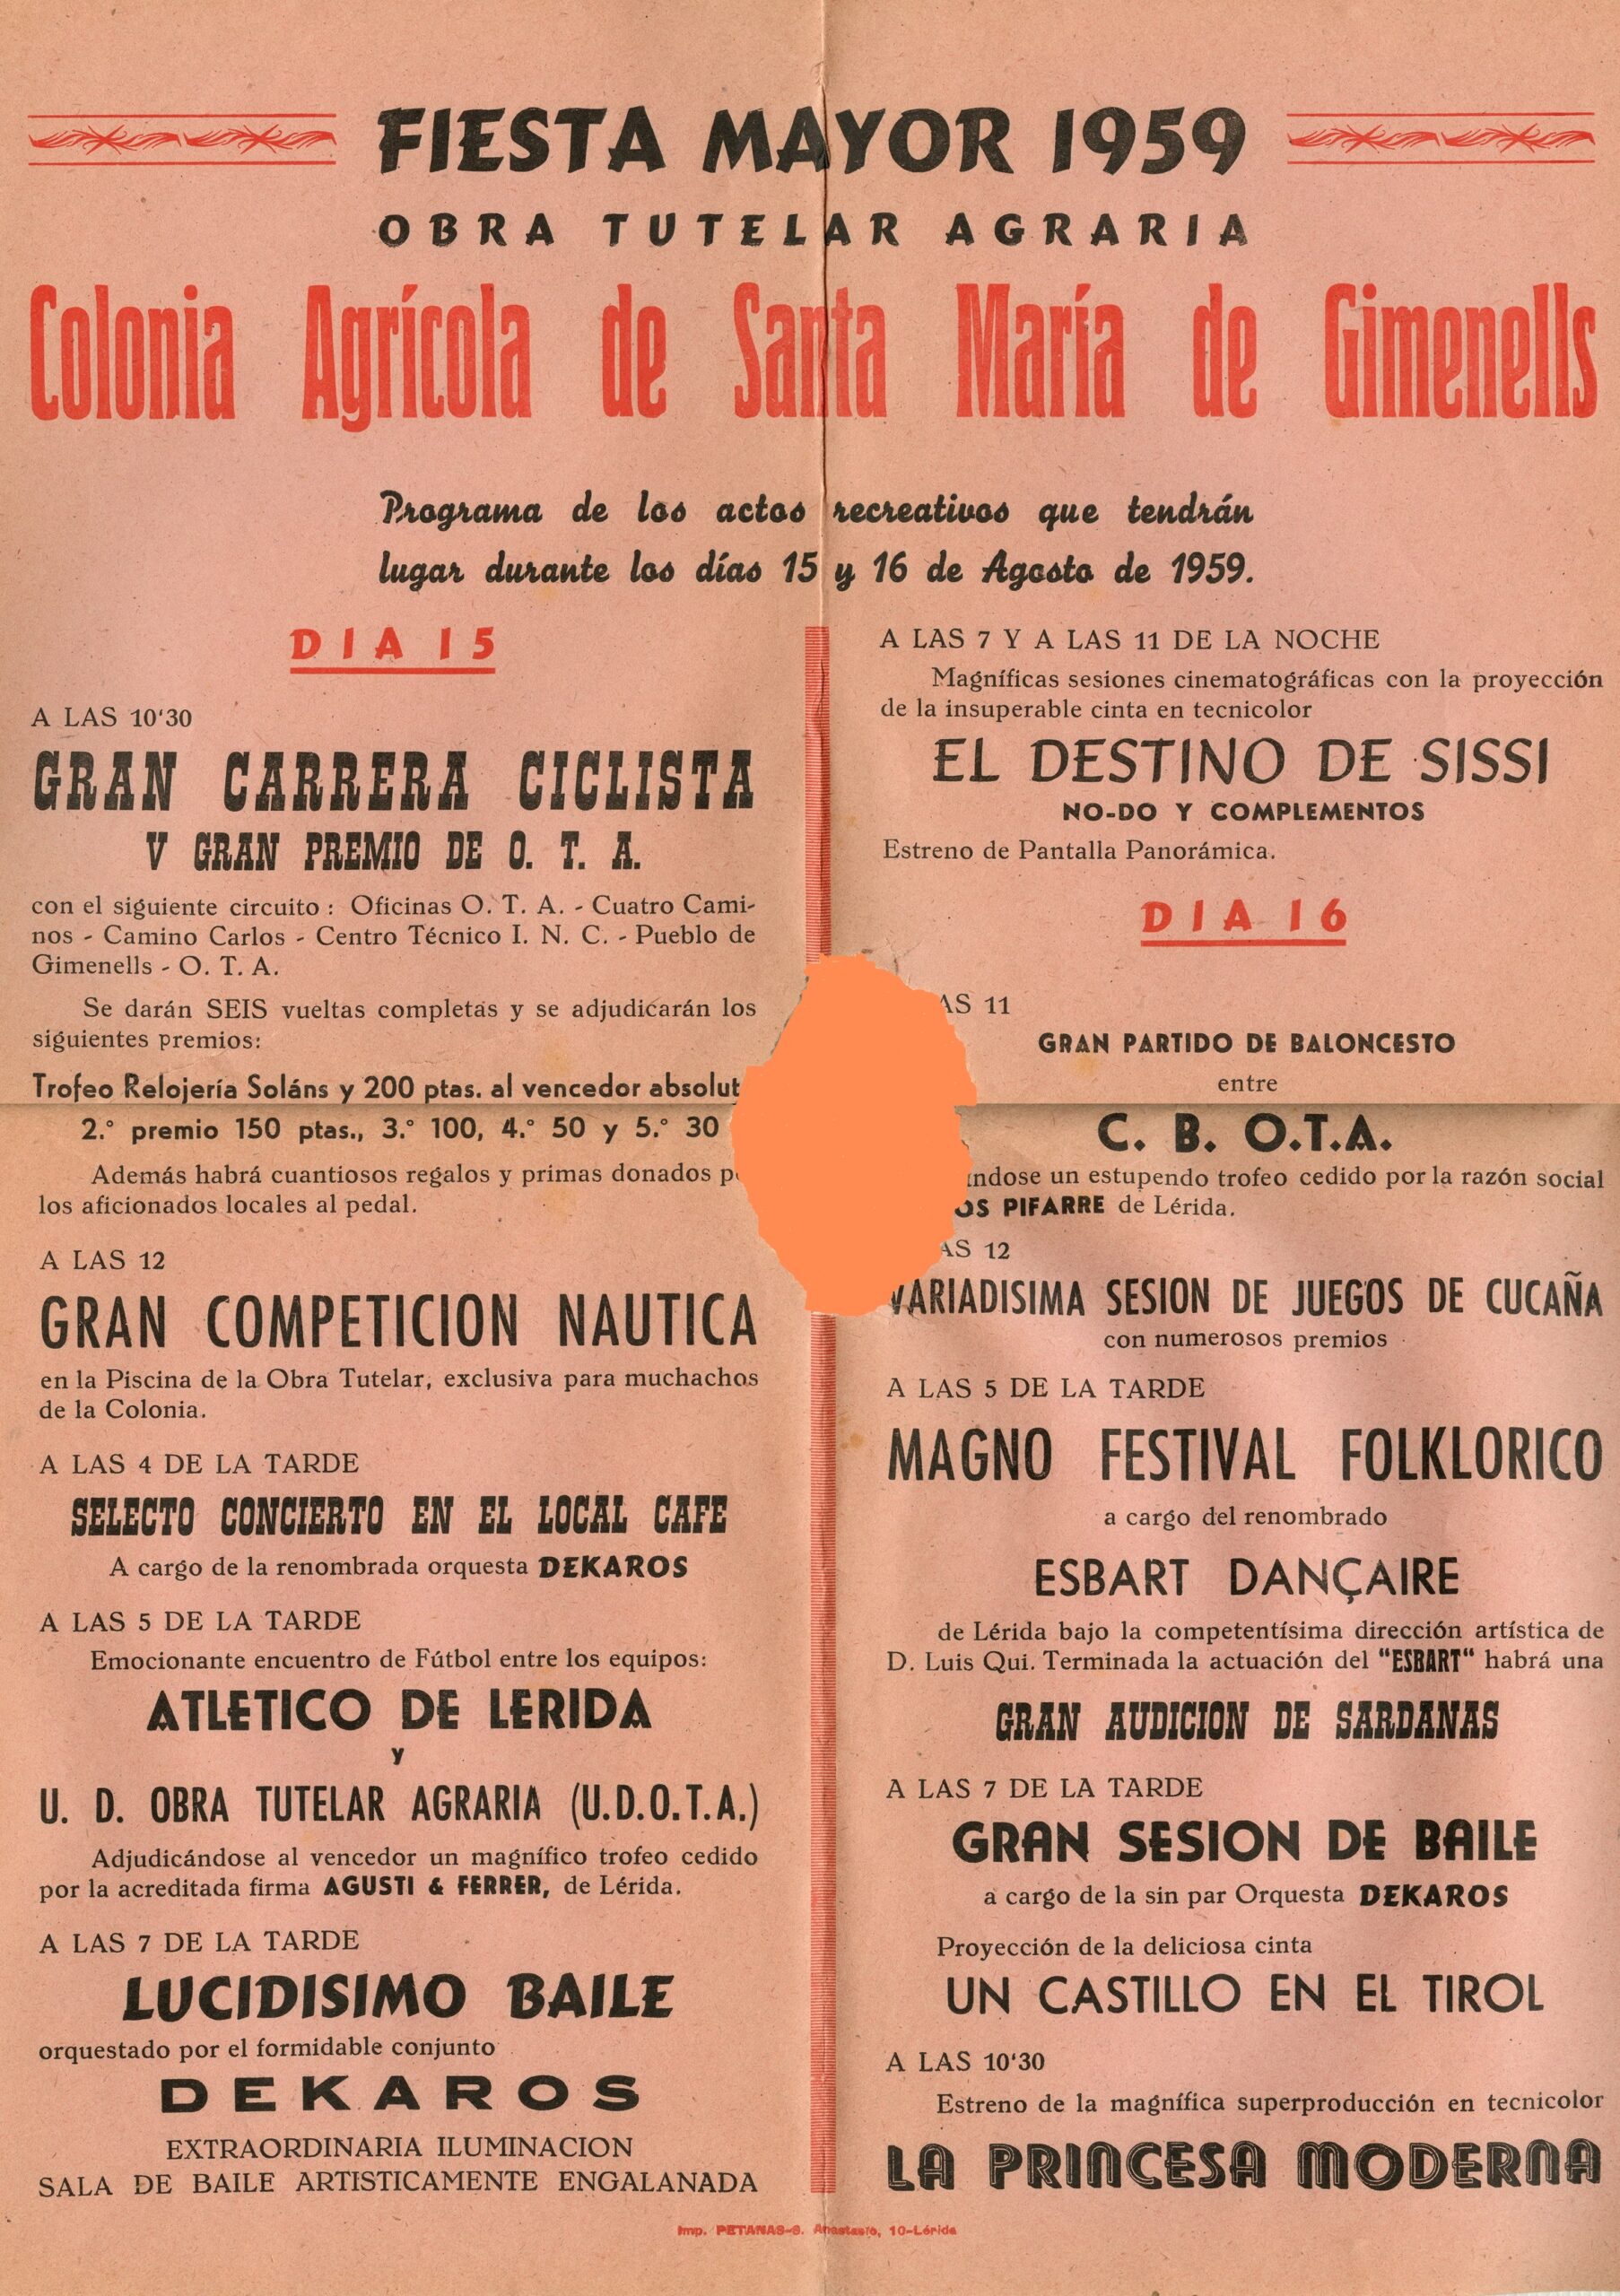 FIESTA MAYOR 1959
OBRA TUTELAR AGRARIA
Colonia Agrícola de Santa María de Gimenells
Programa de los actos recreativos que tendrán
lugar durante los días 15 y 16 de Agosto de 1959.
DIA 15
A LAS 10'30
GRAN CARRERA CICLISTA
V GRAN PREMIO DE O. T. A.
con el siguiente circuito : Oficinas O. T. A. - Cuatro Cami-
nos - Camino Carlos - Centro Técnico I. N. C. - Pueblo de
Gimenells - O. T. A.
Se darán SEIS vueltas completas y se adjudicarán los
siguientes premios:
Trofeo Relojería Soláns y 200 ptas. al vencedor
2.° premio 150 ptas., 3.° 100, 4.° 50 y 5.° 30
Además habrá cuantiosos regalos y primas donados
los aficionados locales al pedal.
A LAS 12
GRAN COMPETICION NAUTICA
en la Piscina de la Obra Tutelar, exclusiva para muchachos
de la Colonia.
A LAS 4 DE LA TARDE
SELECTO CONCIERTO EN EL LOCAL CAFE
A cargo de la renombrada orquesta DEKAROS
A LAS 5 DE LA TARDE
Emocionante encuentro de Fútbol entre los equipos:
ATLETICO DE LERIDA
y
U. D. OBRA TUTELAR AGRARIA (U.D.O.T.A.)
Adjudicándose al vencedor un magnífico trofeo cedido
por la acreditada firma AGUSTI & FERRER, de Lérida.
A LAS 7 DE LA TARDE
LUCIDISIMO BAILE
orquestado por el formidable conjunto
DEKAROS
EXTRAORDINARIA ILUMINACION
SALA DE BAILE ARTISTICAMENTE ENGALANADA
A LAS 7 Y A LAS 11 DE LA NOCHE
Magníficas sesiones cinematográficas con la proyección
de la insuperable cinta en tecnicolor
EL DESTINO DE SISSI
NO-DO Y COMPLEMENTOS
Estreno de Pantalla Panorámica.
DIA 16
11
GRAN PARTIDO DE BALONCESTO
entre
C. B. O.T.A.
un estupendo trofeo cedido por la razón social
PIFARRE de Lérida.
12
VARIADISIMA SESION DE JUEGOS DE CUCAÑA
con numerosos premios
A LAS 5 DE LA TARDE
MAGNO FESTIVAL FOLKLORICO
a cargo del renombrado
ESBART DANÇAIRE
de Lérida bajo la competentísima dirección artística de
D. Luis Qui. Terminada la actuación del "ESBART" habrá una
GRAN AUDICION DE SARDANAS
A LAS 7 DE LA TARDE
GRAN SESION DE BAILE
a cargo de la sin par Orquesta DEKAROS
Proyección de la deliciosa cinta
UN CASTILLO EN EL TIROL
A LAS 10'30
Estreno de la magnífica superproducción en tecnicolor
LA PRINCESA MODERNA
Imp. PETANAS-S. Anastasio, 10-Lérida